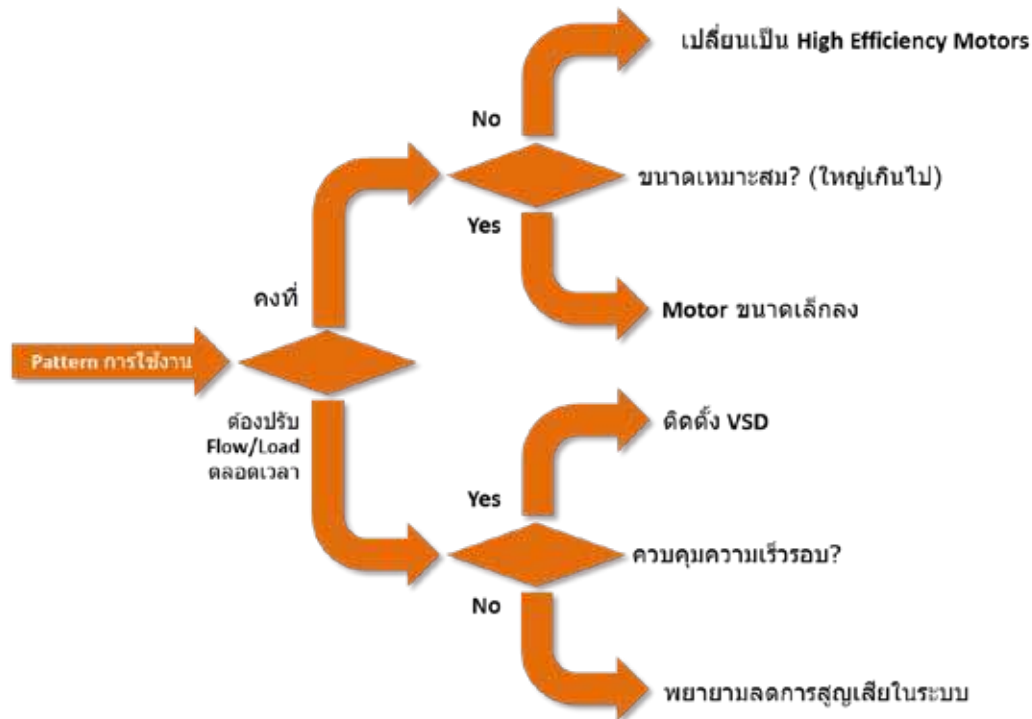 เปลี่ยนเป็น High Efficiency Motors
No
ขนาดเหมาะสม? (ใหญ่เกินไป)
Yes
คงที่
Motor ขนาดเล็กลง
Pattern การใช้งาน
ติดตั้ง VSD
ต้องปรับ
Flow/Load
ตลอดเวลา
Yes
ควบคุมความเร็วรอบ?
No
พยายามลดการสูญเสียในระบบ